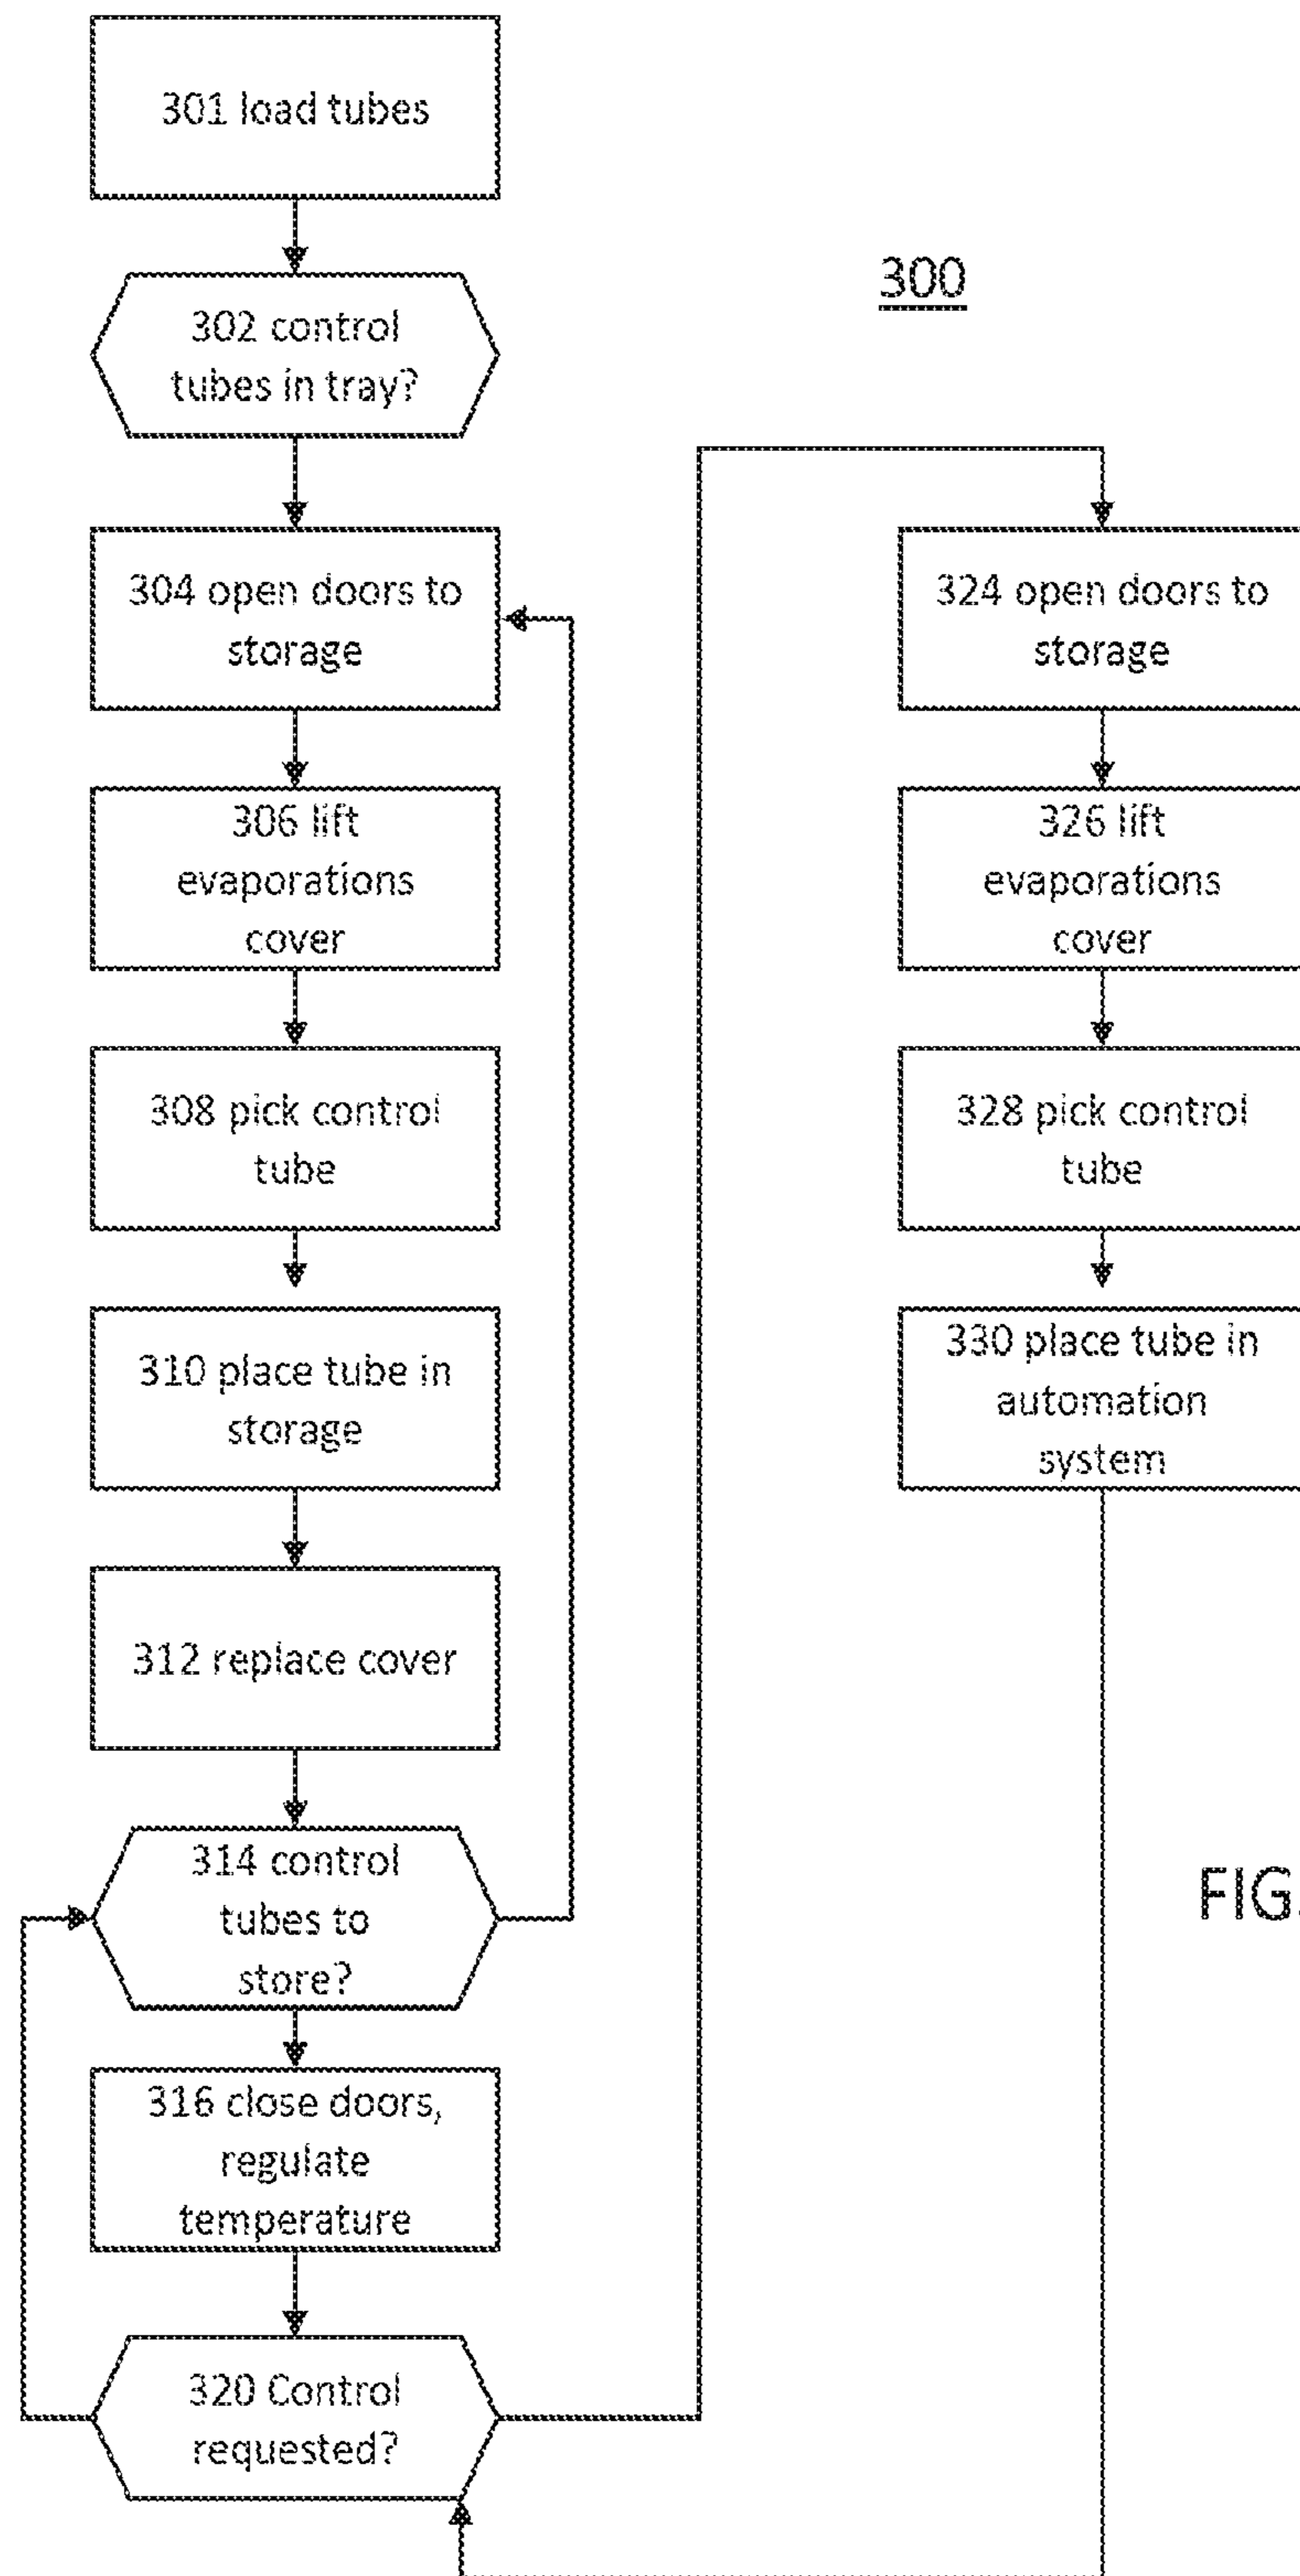 301 load tubes
302 control
tubes in tray?
300
304 open doors to
storage
306 lift
evaporations
cover
308 pick control
tube
310 place tube in
storage
312 replace cover
314 control
tubes to
store?
316 close doors,
regulate
temperature
320 Control
requested?
324 open doors to
storage
326 lift
evaporations
cover
328 pick control
tube
330 place tube in
automation
system
FIG.